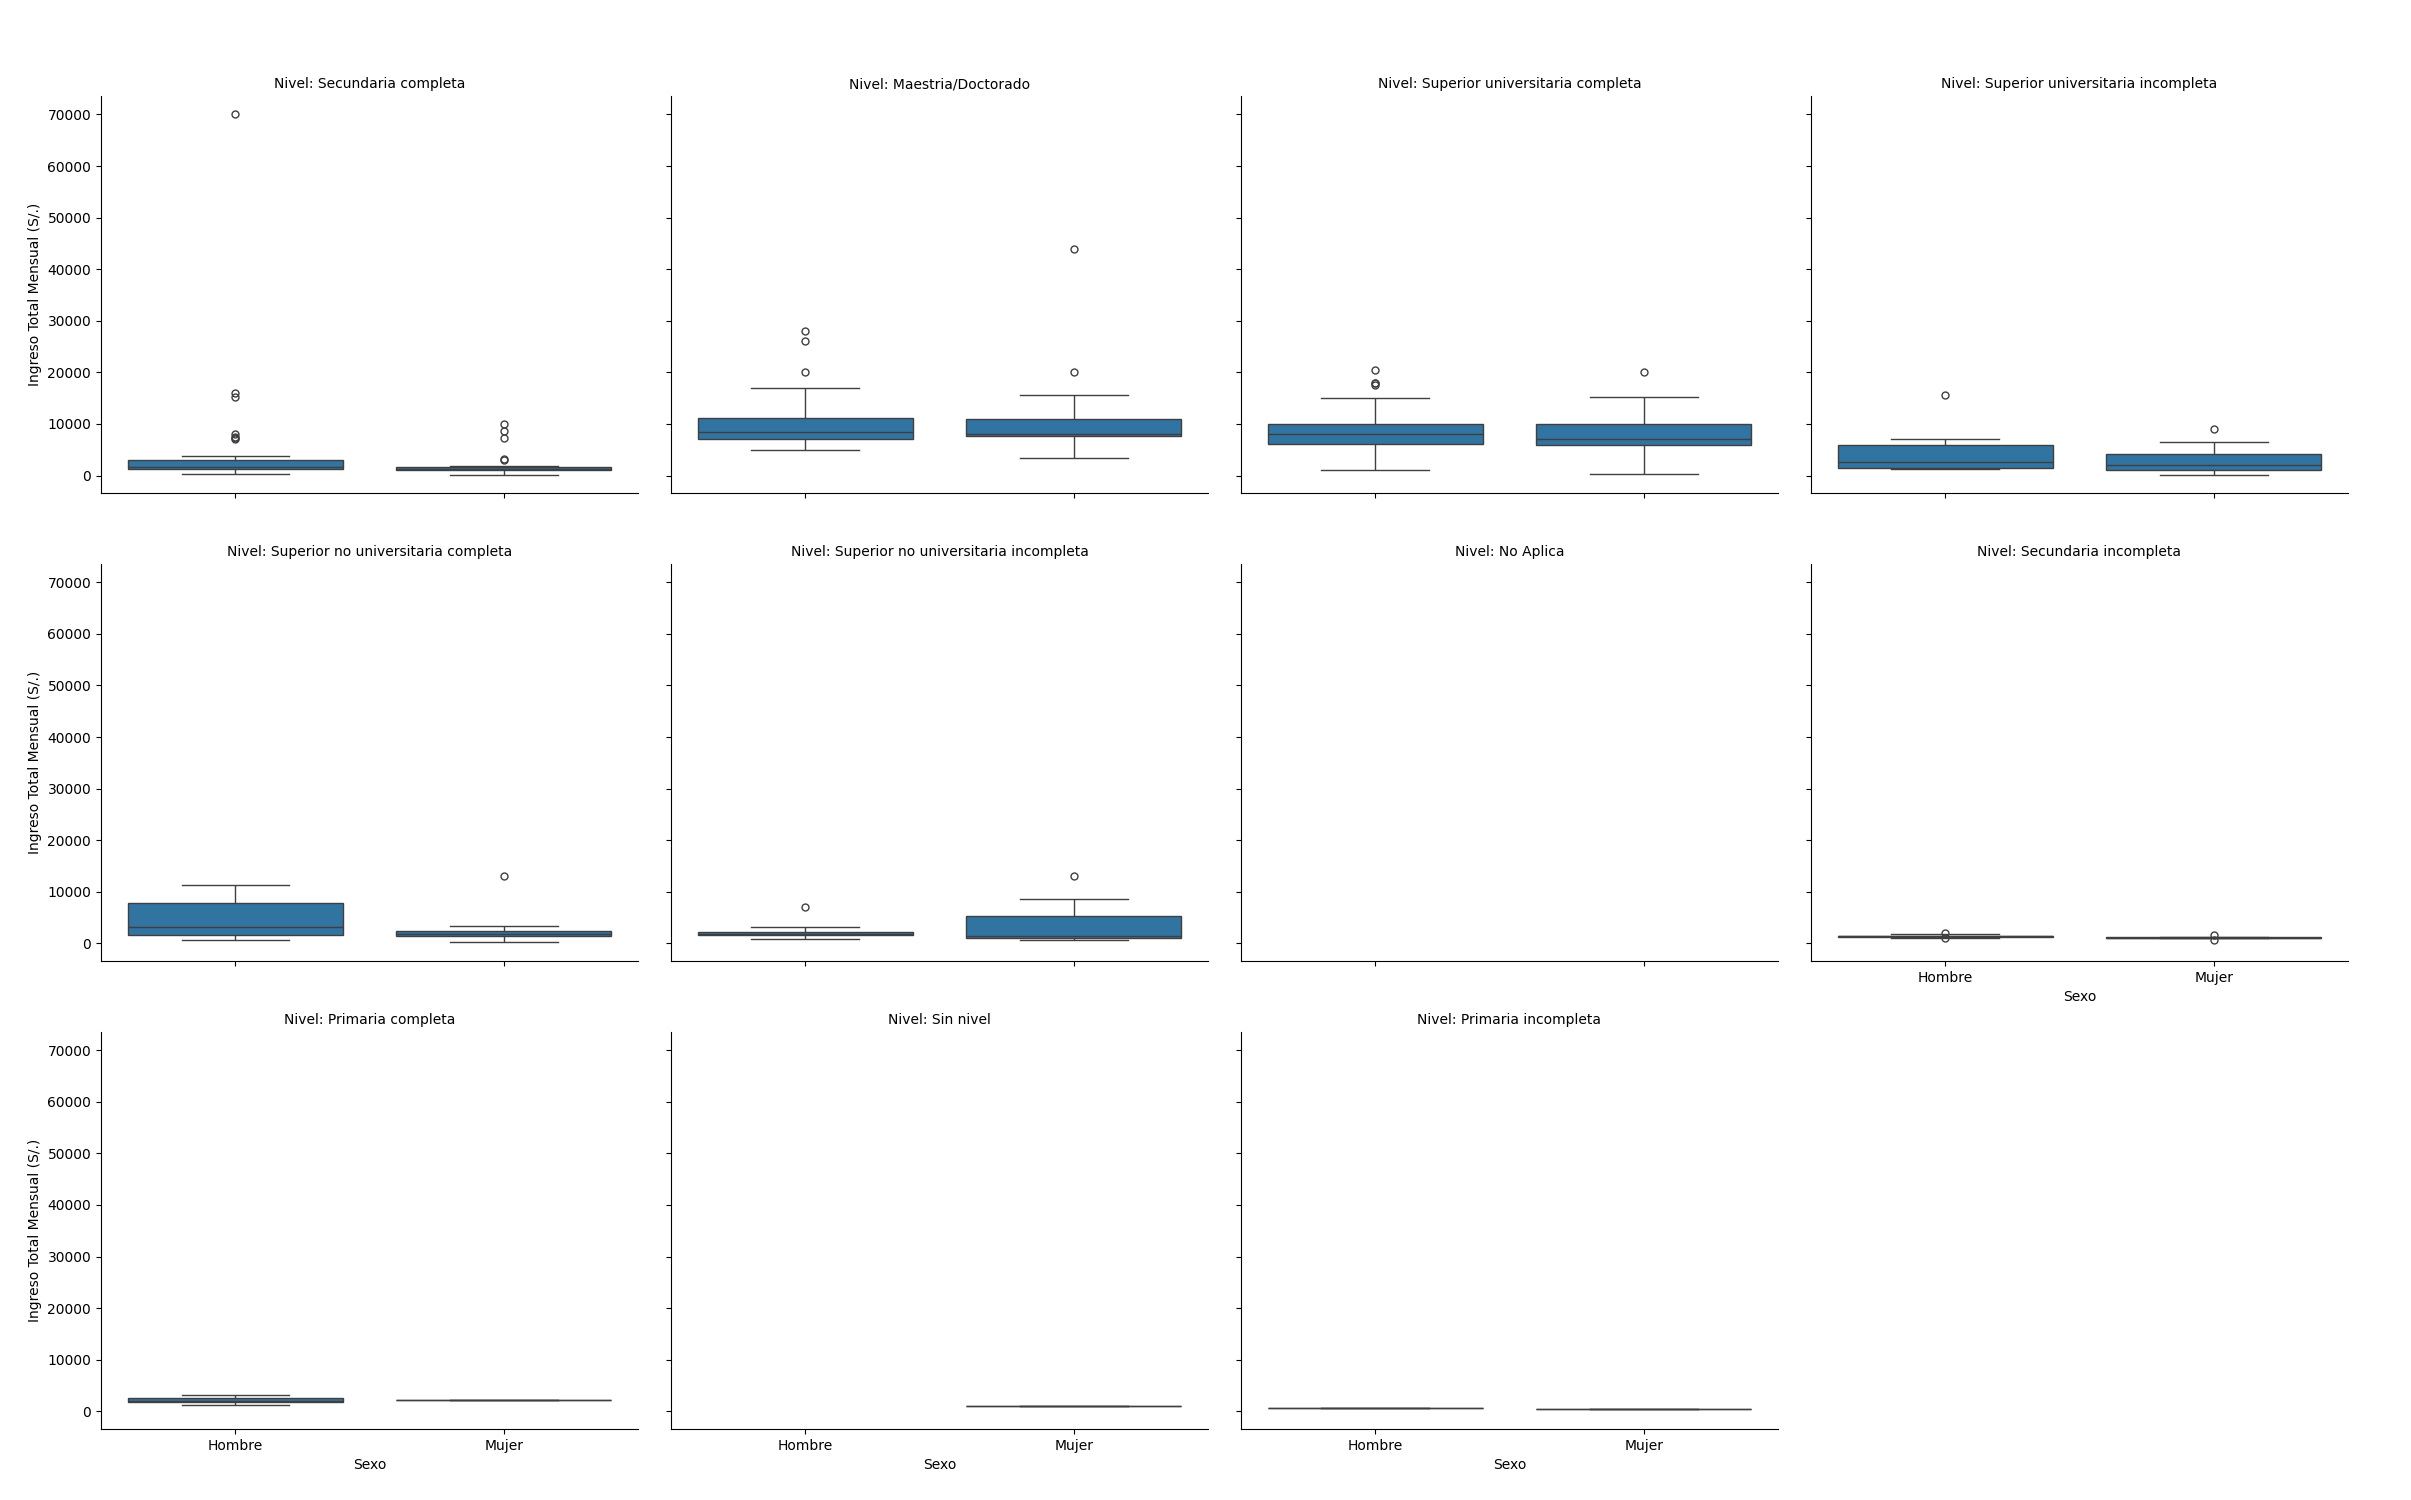 Nivel: Secundaria completa
Nivel: Maestria/Doctorado
Nivel: Superior universitaria completa
Nivel: Superior universitaria incompleta
Ingreso Total Mensual (S/.)
70000
60000
50000
40000
30000
20000
10000
0
Nivel: Superior no universitaria completa
Nivel: Superior no universitaria incompleta
Nivel: No Aplica
Nivel: Secundaria incompleta
Ingreso Total Mensual (S/.)
70000
60000
50000
40000
30000
20000
10000
0
Hombre
Mujer
Sexo
Nivel: Primaria completa
Nivel: Sin nivel
Nivel: Primaria incompleta
Ingreso Total Mensual (S/.)
70000
60000
50000
40000
30000
20000
10000
0
Hombre
Mujer
Sexo
Hombre
Mujer
Sexo
Hombre
Mujer
Sexo